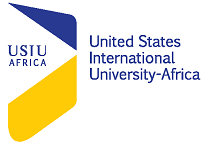 USIU
AFRICA
United States
International
University-Africa